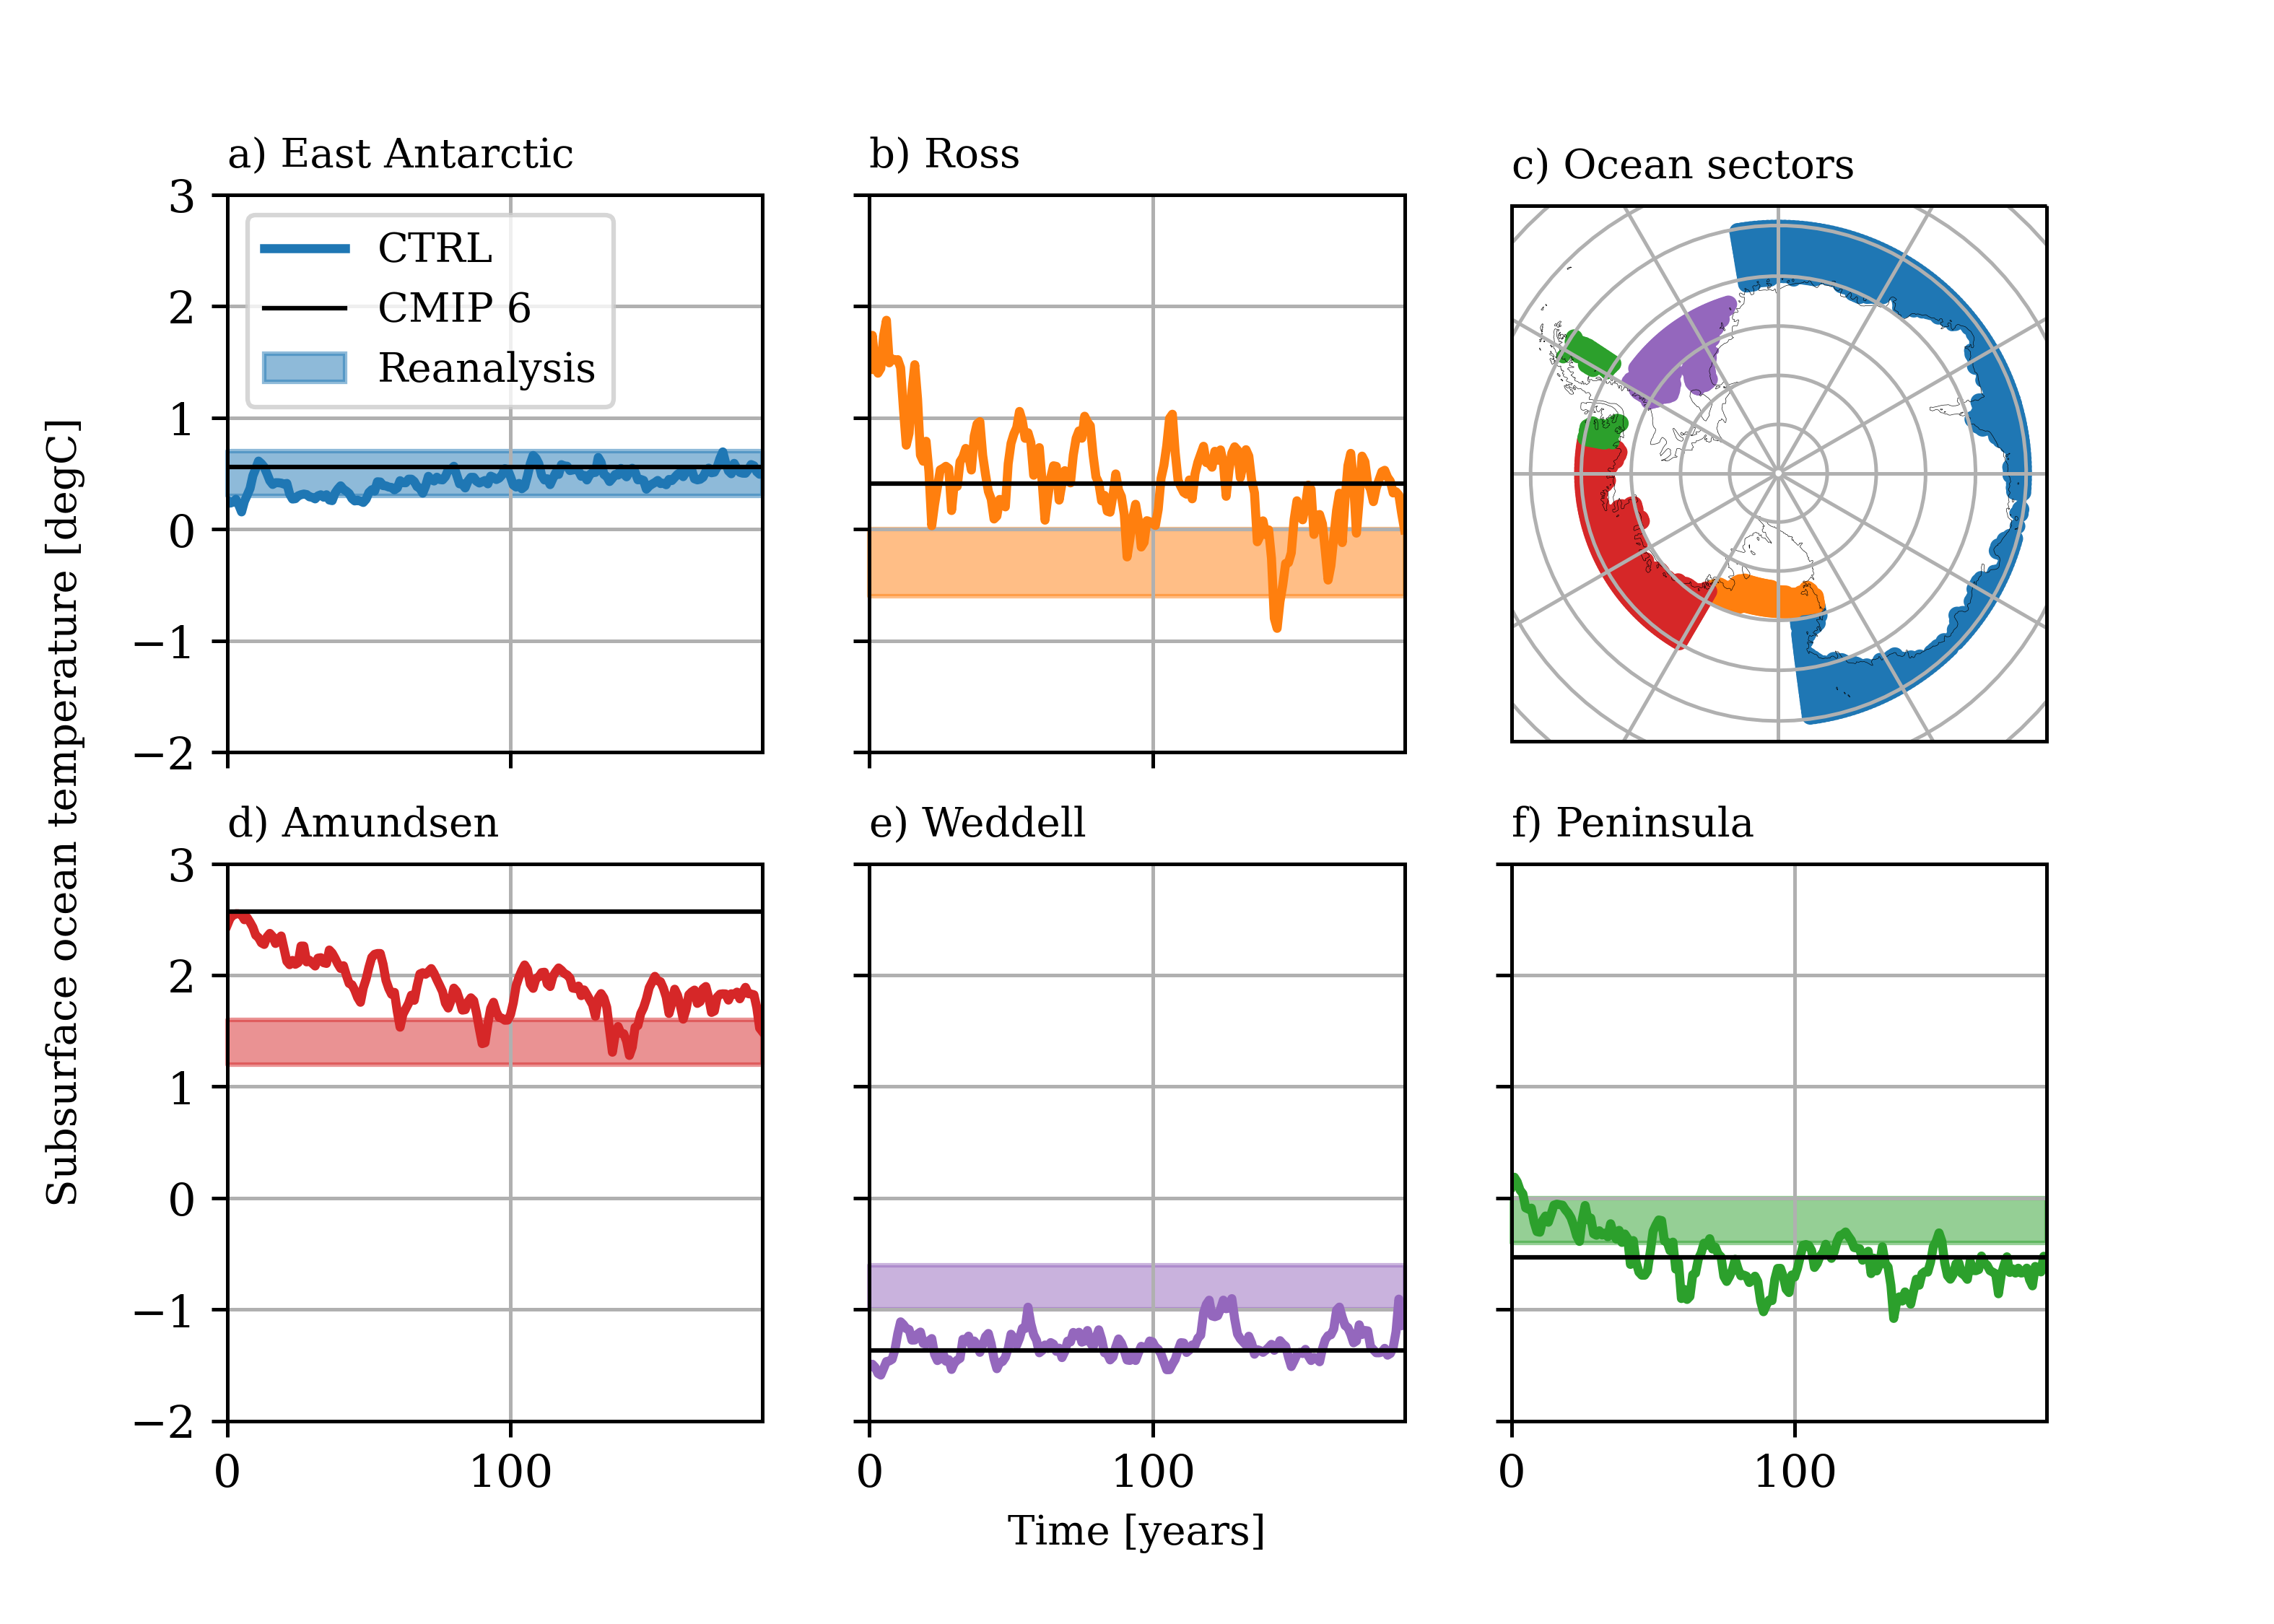 a) East Antarctic
b) Ross
c) Ocean sectors
3
2
1
0
−1
−2
CTRL
CMIP 6
Reanalysis
Subsurface ocean temperature [degC]
d) Amundsen
e) Weddell
f) Peninsula
3
2
1
0
−1
−2
0 100
0 100
0 100
Time [years]